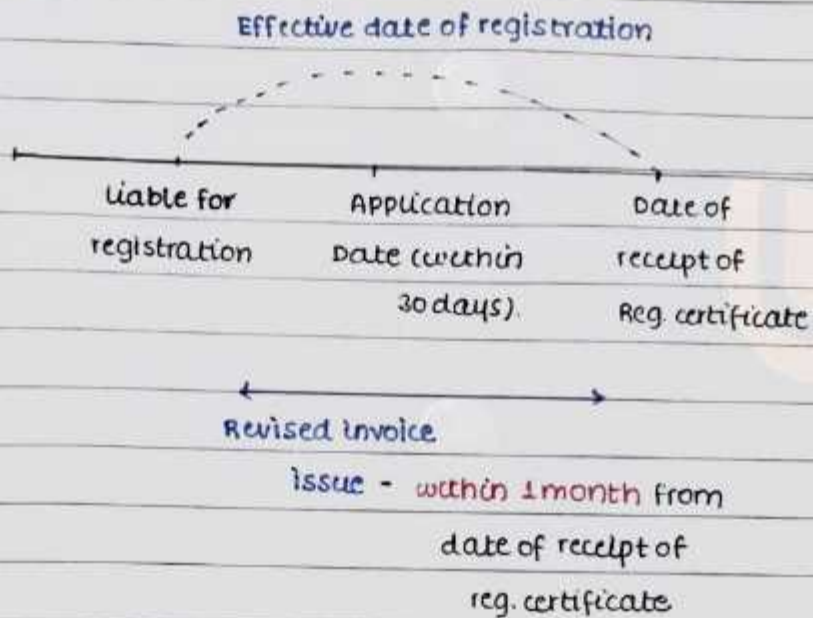 Effective date of registration
Liable for
registration
Application
Date (within
30 days).
Date of
receipt of
Reg. certificate
Revised invoice
issue - within 1 month from
date of receipt of
reg. certificate